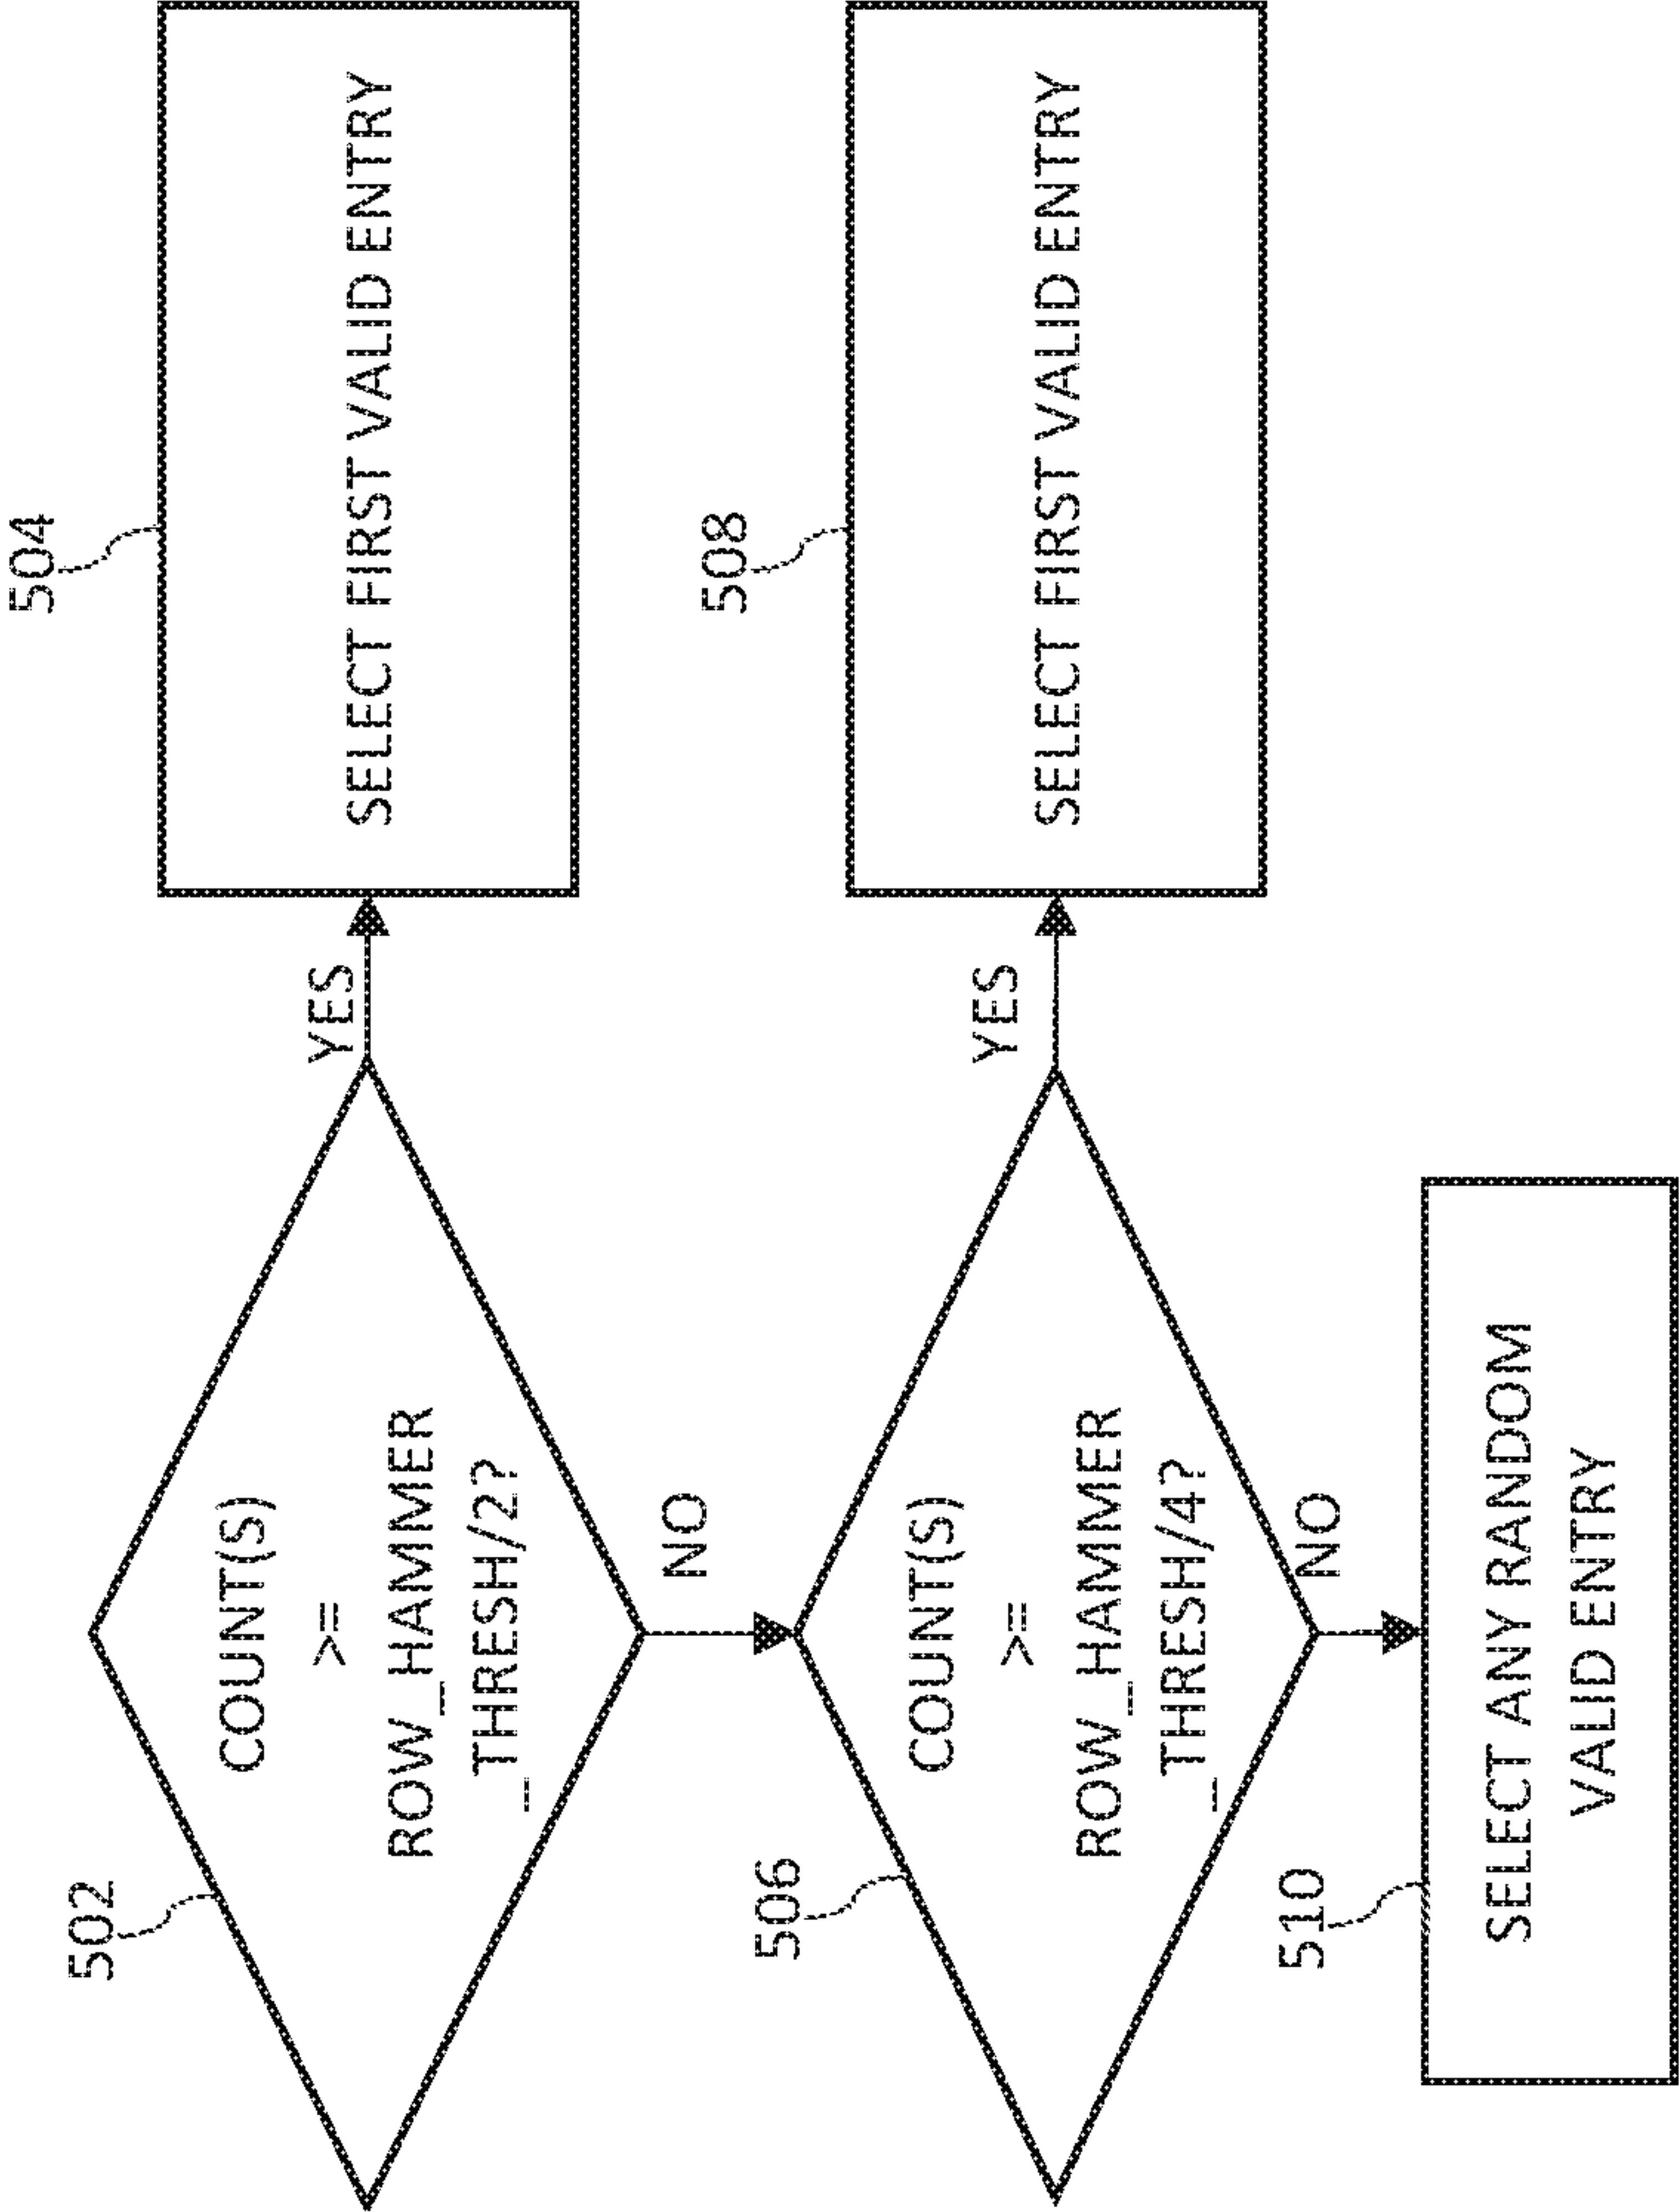 502
COUNT(S)
>=
ROW_HAMMER
_THRESH/2?
YES
504
SELECT FIRST VALID ENTRY
NO
506
COUNT(S)
>=
ROW_HAMMER
_THRESH/4?
YES
508
SELECT FIRST VALID ENTRY
NO
510
SELECT ANY RANDOM
VALID ENTRY